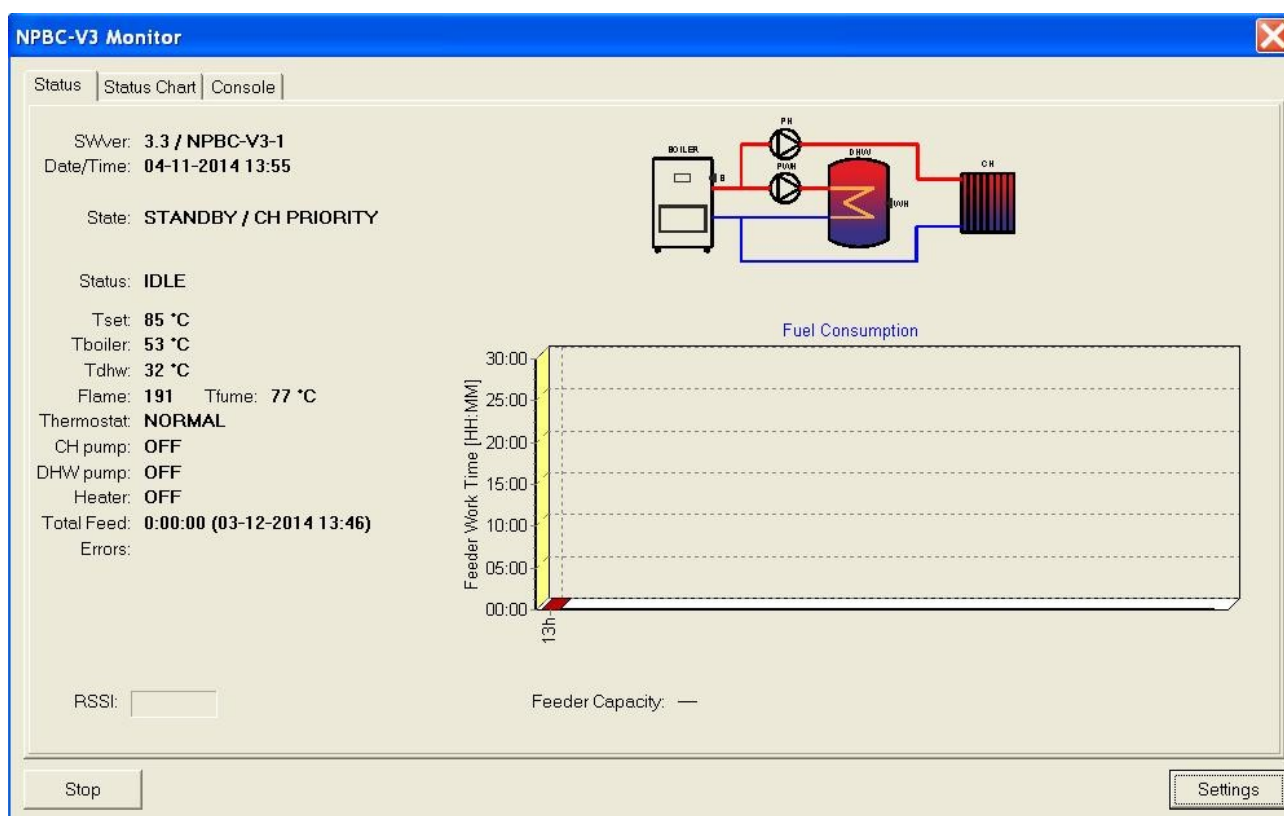 NPBC-V3 Monitor
Status
Status Chart
Console
SWver: 3.3 / NPBC-V3-1
Date/Time: 04-11-2014 13:55
State: STANDBY / CH PRIORITY
Status: IDLE
Tset: 85 °C
Tboiler: 53 °C
Tdhw: 32 °C
Flame: 191 Tfume: 77 °C
Thermostat: NORMAL
CH pump: OFF
DHW pump: OFF
Heater: OFF
Total Feed: 0:00:00 (03-12-2014 13:46)
Errors:
RSSI:
BOILER
B
PH
PWH
DHW
WH
CH
Fuel Consumption
Feeder Work Time [HH:MM]
30:00
25:00
20:00
15:00
10:00
05:00
00:00
13h
Feeder Capacity: —
Stop
Settings